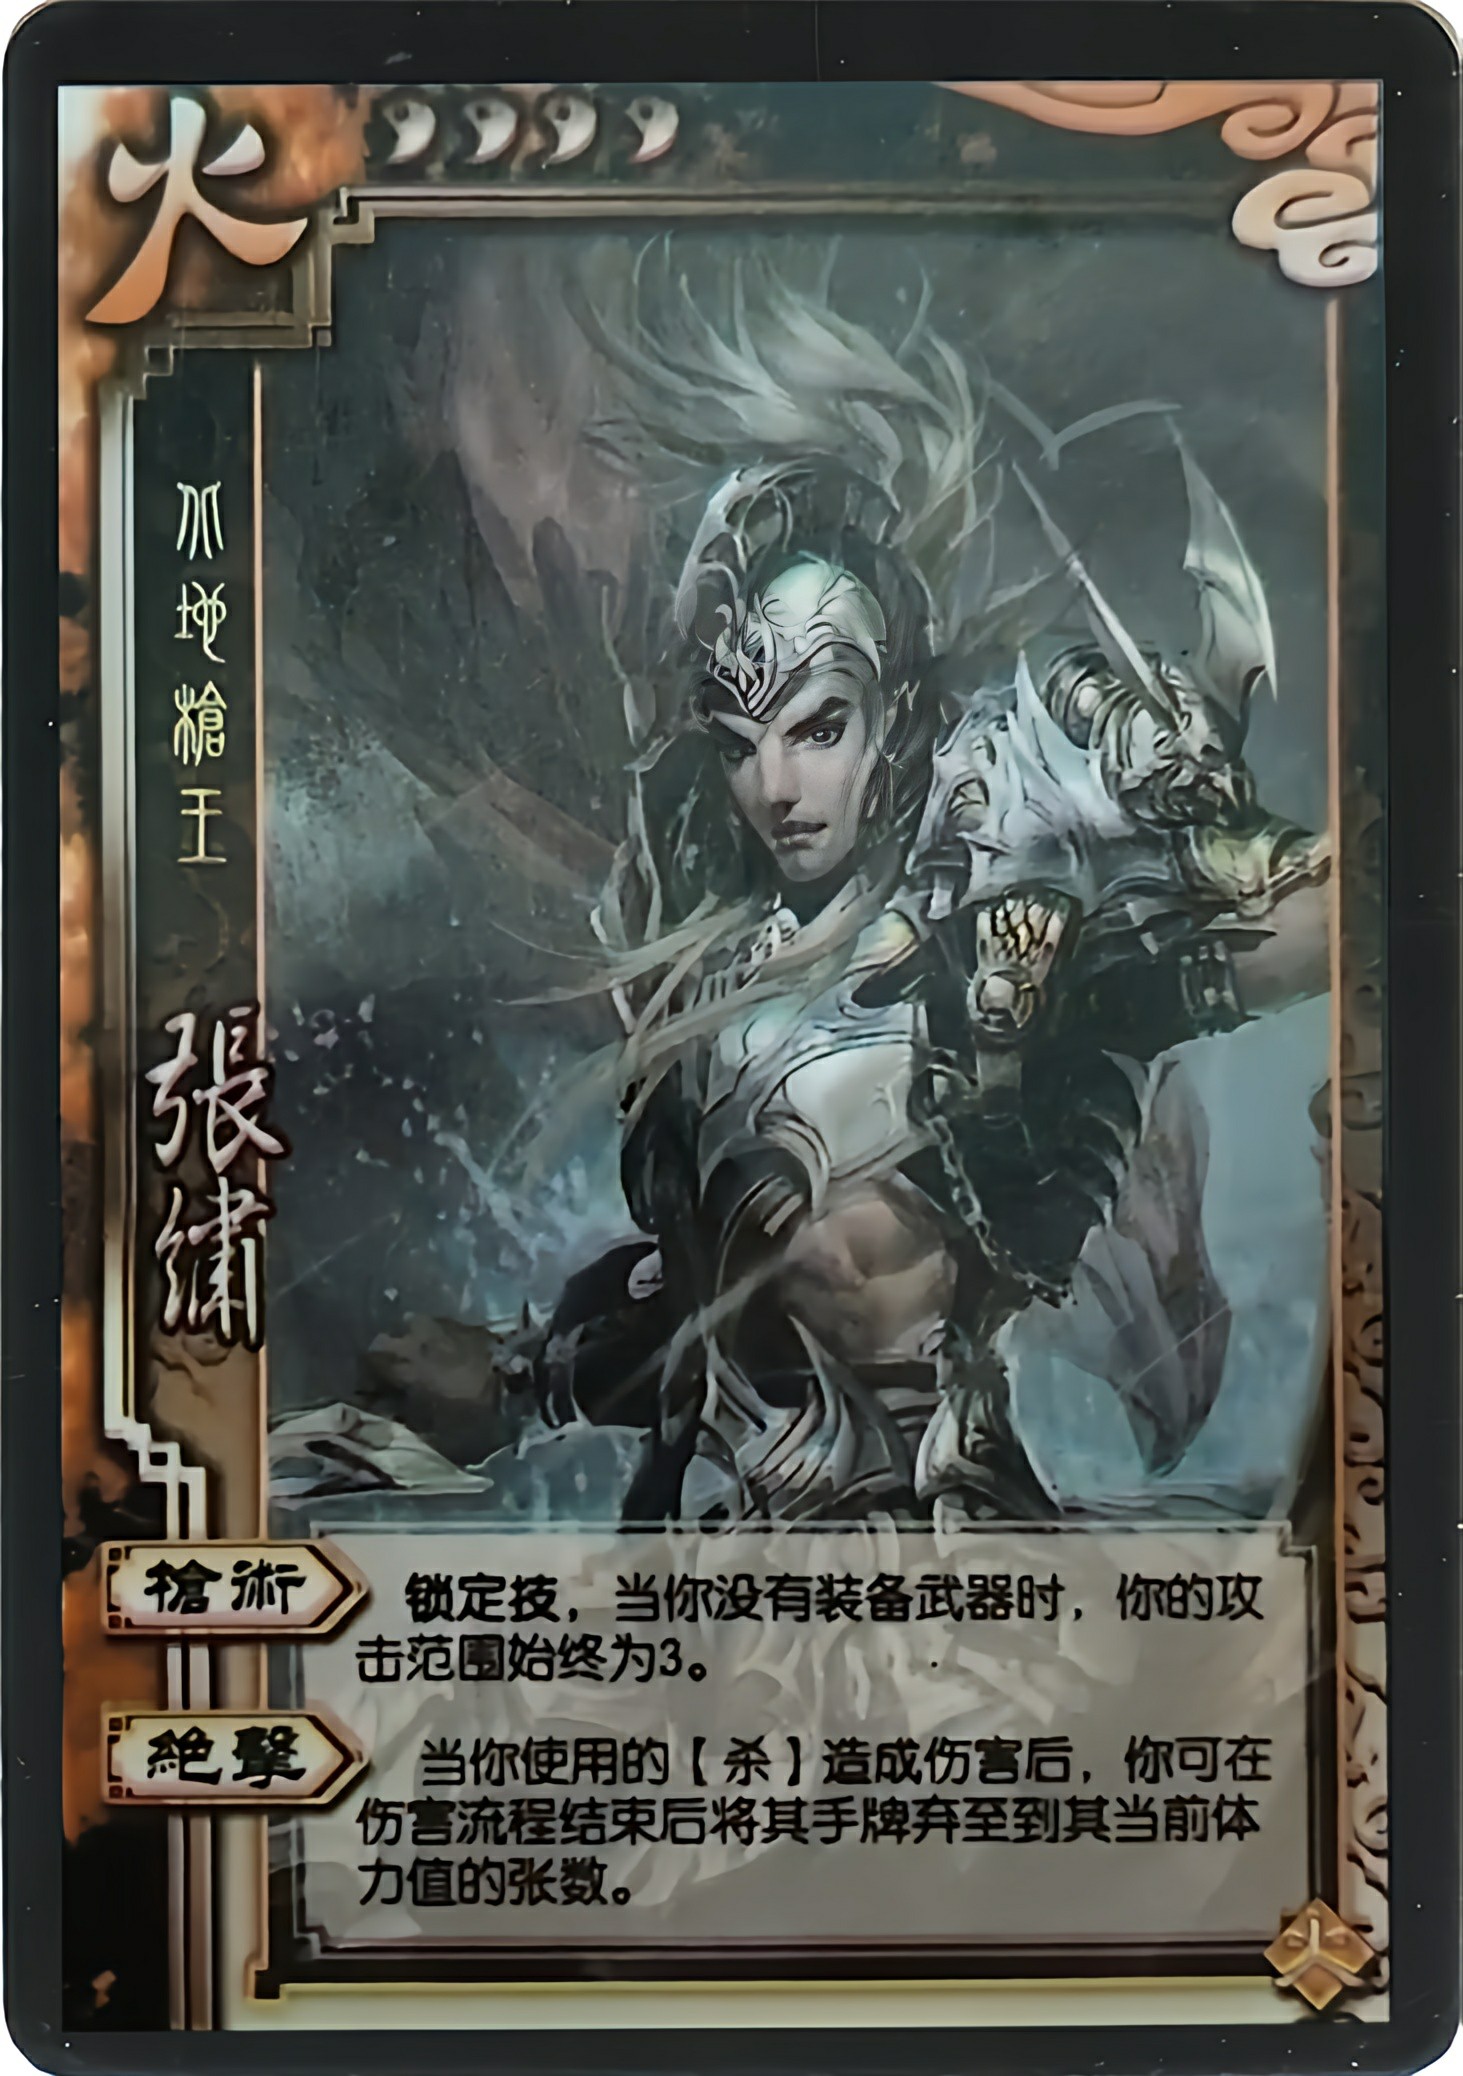 火
北地槍王
張繡
槍術
锁定技，当你没有装备武器时，你的攻
击范围始终为3。
絶擊
当你使用的【杀】造成伤害后，你可在
伤害流程结束后将其手牌弃至到其当前体
力值的张数。
火